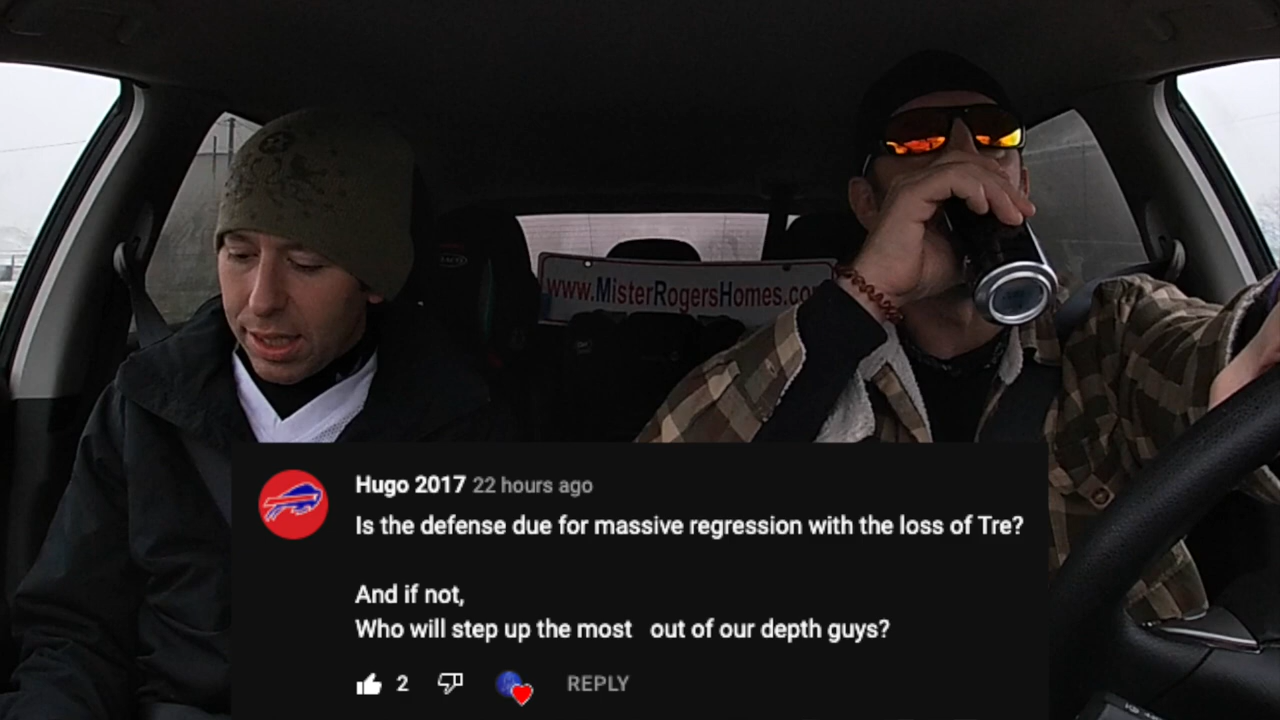 www.MisterRogersHomes.co
Hugo 2017 22 hours ago
Is the defense due for massive regression with the loss of Tre?
And if not,
Who will step up the most out of our depth guys?
2
REPLY